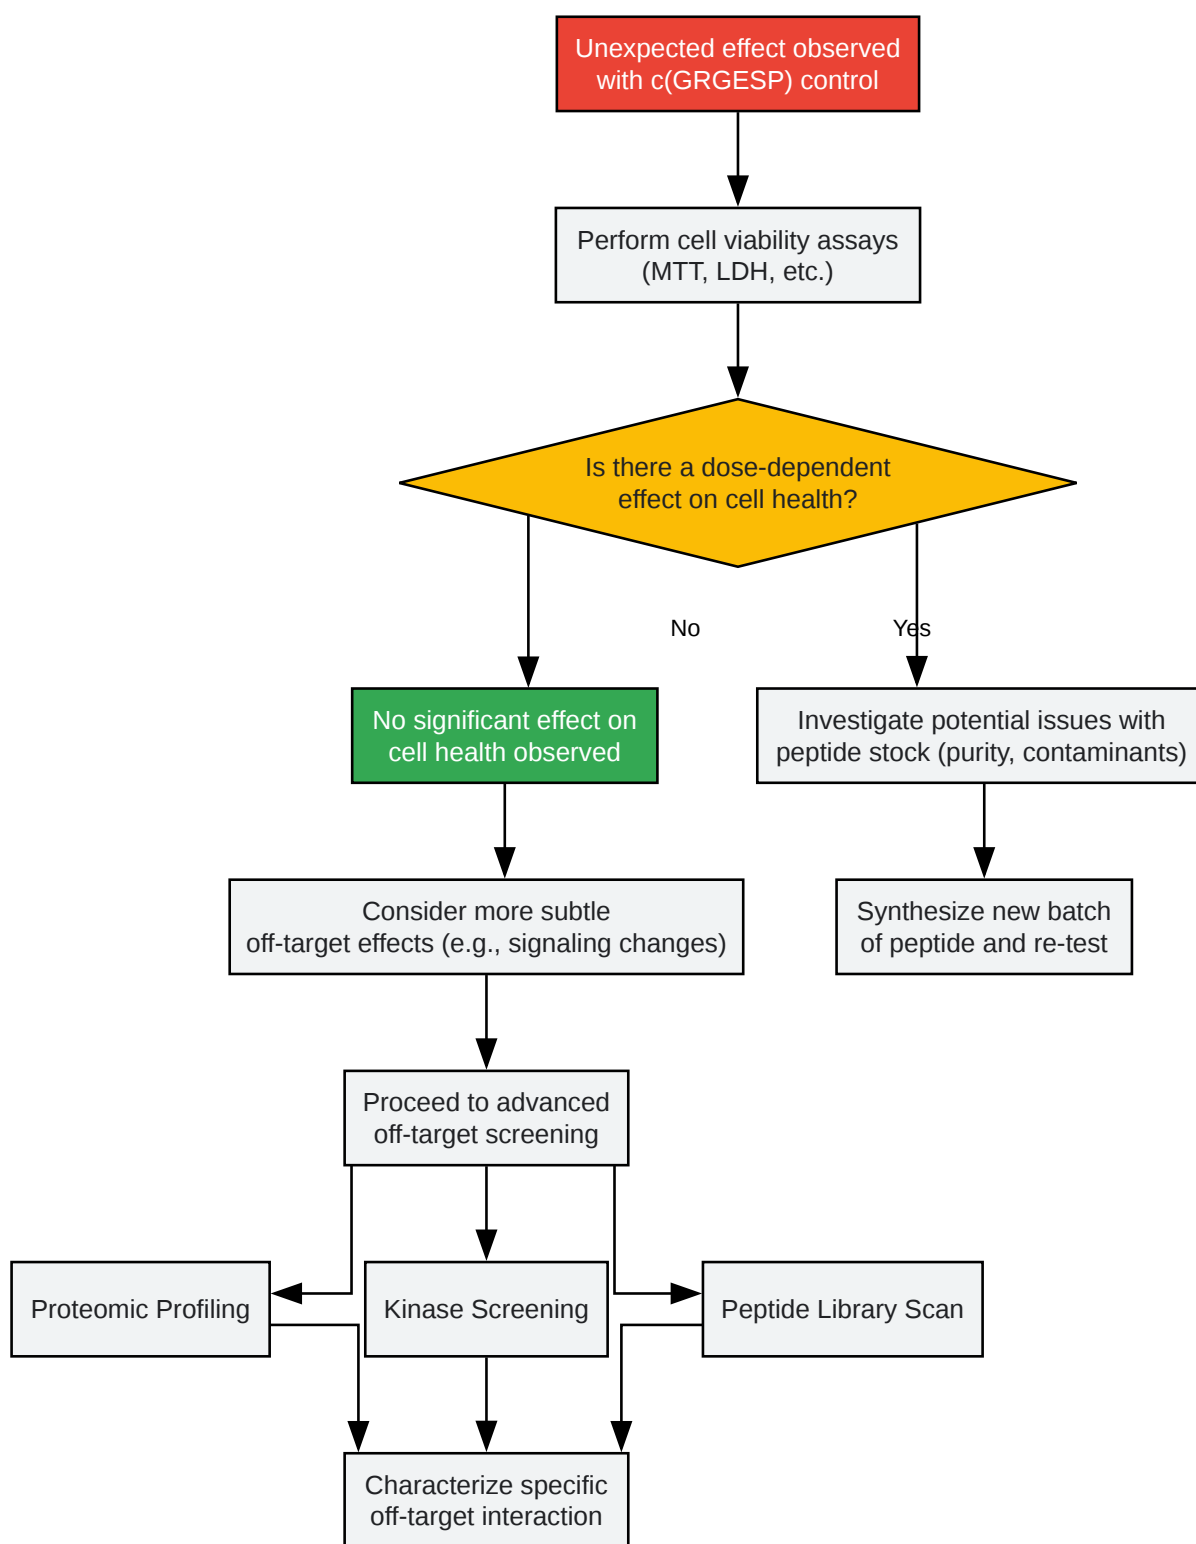 Unexpected effect observed
with c(GRGESP) control
Perform cell viability assays
(MTT, LDH, etc.)
Is there a dose-dependent
effect on cell health?
No
Yes
No significant effect on
cell health observed
Investigate potential issues with
peptide stock (purity, contaminants)
Consider more subtle
off-target effects (e.g., signaling changes)
Synthesize new batch
of peptide and re-test
Proceed to advanced
off-target screening
Proteomic Profiling
Kinase Screening
Peptide Library Scan
Characterize specific
off-target interaction